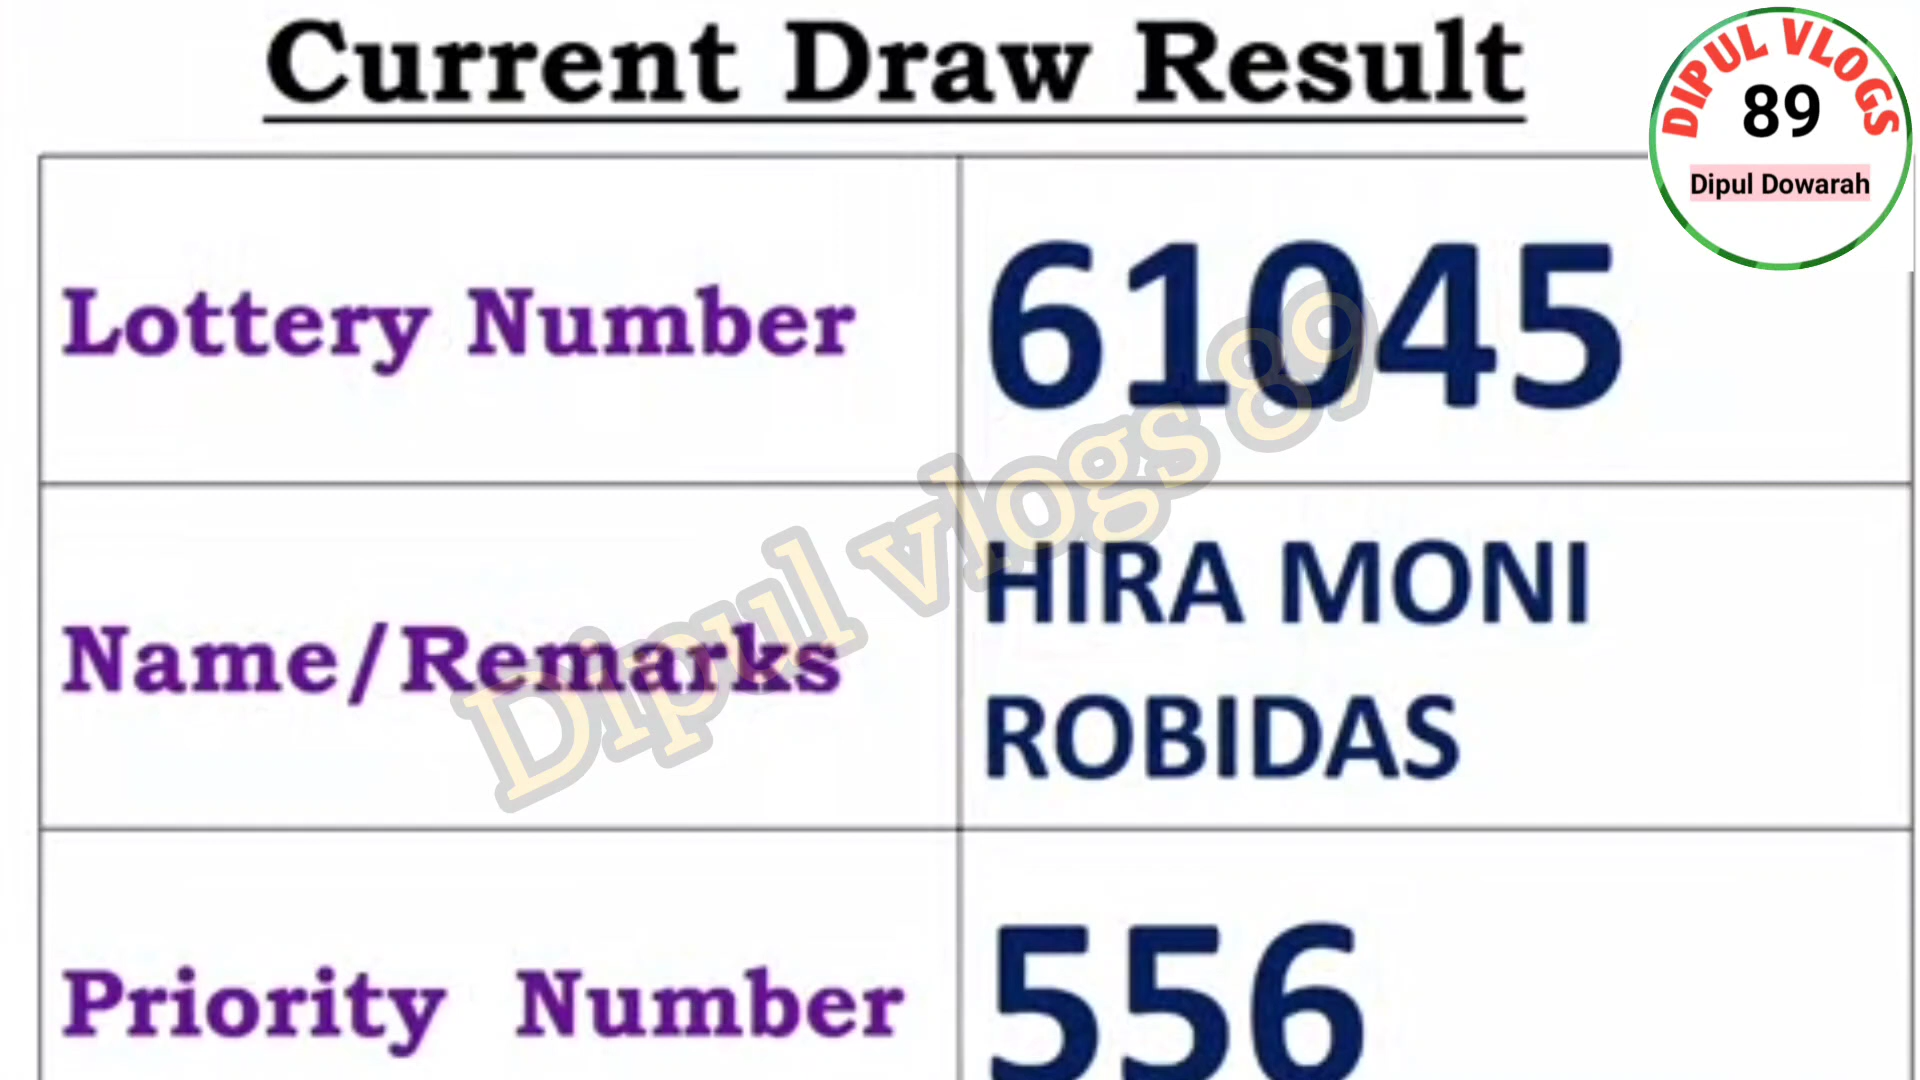 Current Draw Result
DIPUL VLOGS
89
Dipul Dowarah
Lottery Number
61045
Name/Remarks
HIRA MONI
ROBIDAS
Priority Number
556
Dipul vlogs 89